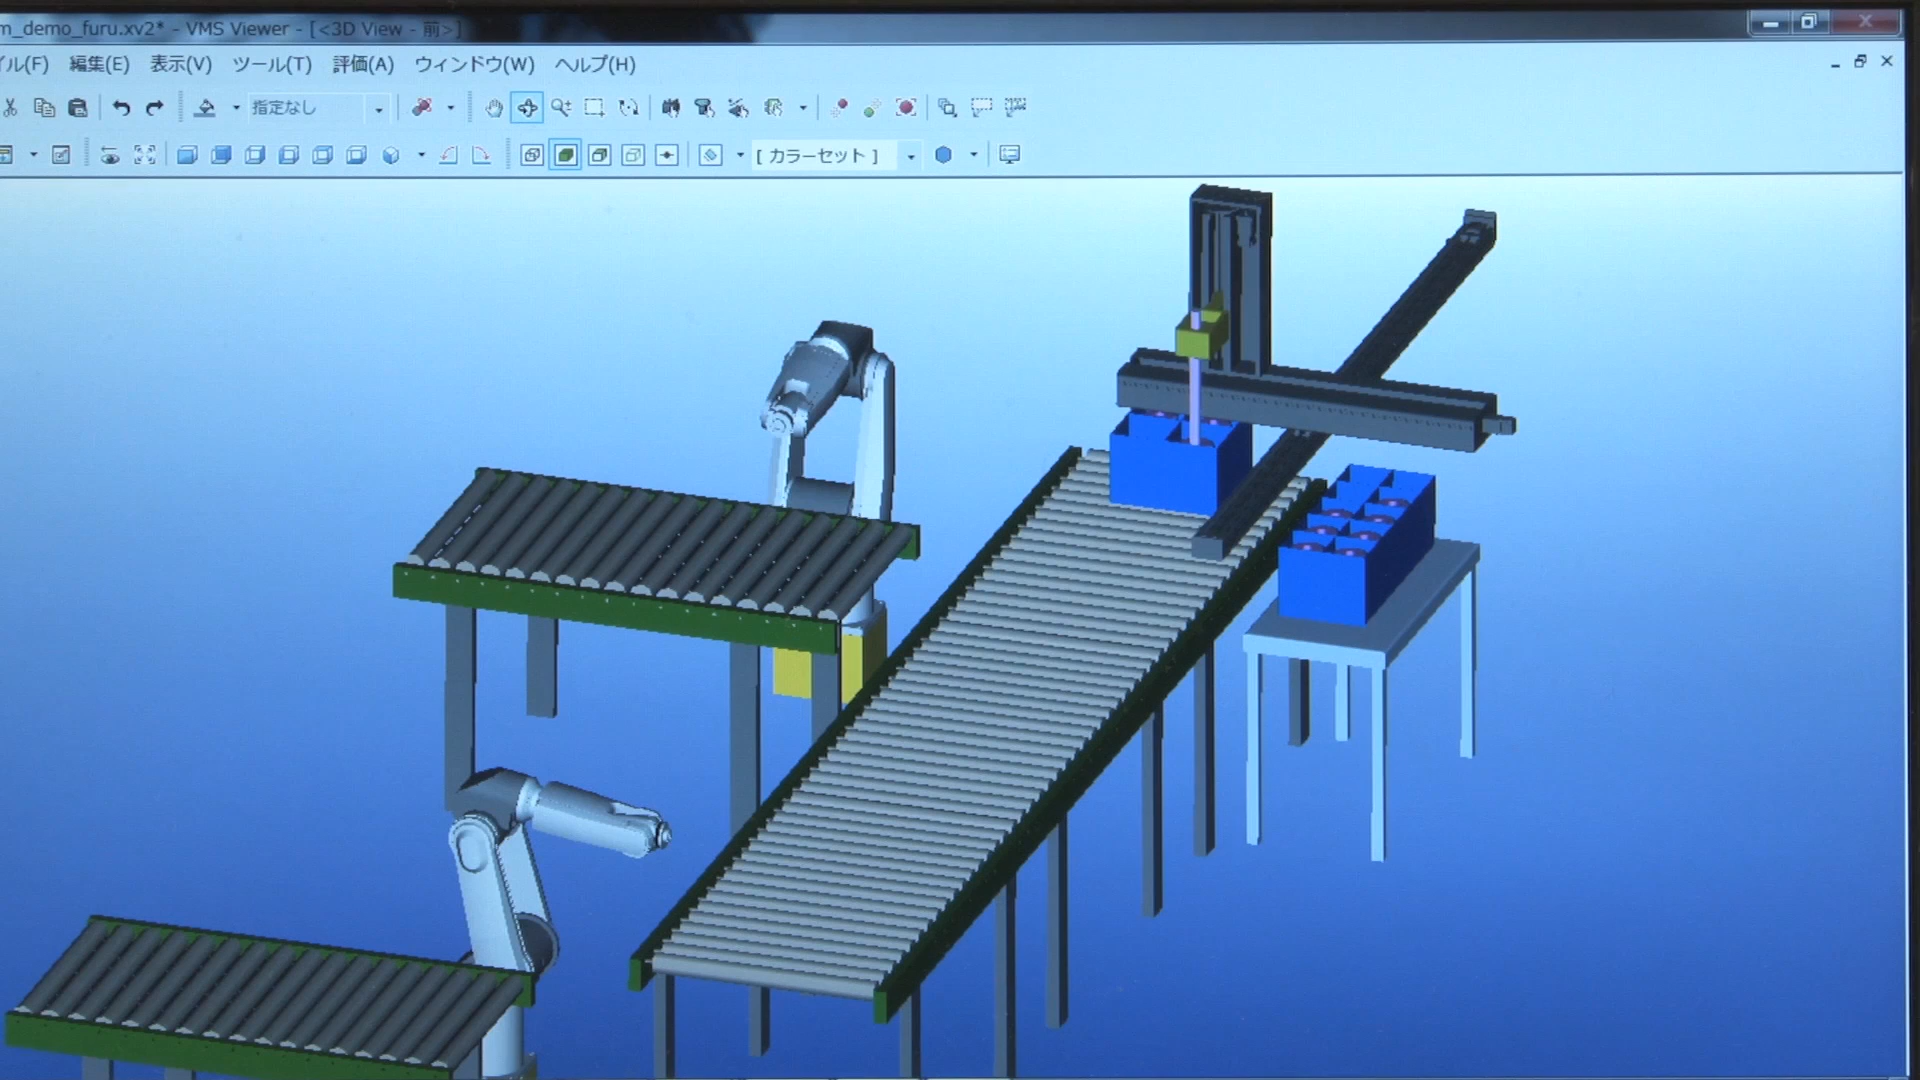 m_demo_furu.xv2* - VMS Viewer - [<3D View - 前>]
イル(F) 編集(E) 表示(V) ツール(T) 評価(A) ウィンドウ(W) ヘルプ(H)
指定なし
[ カラーセット ]